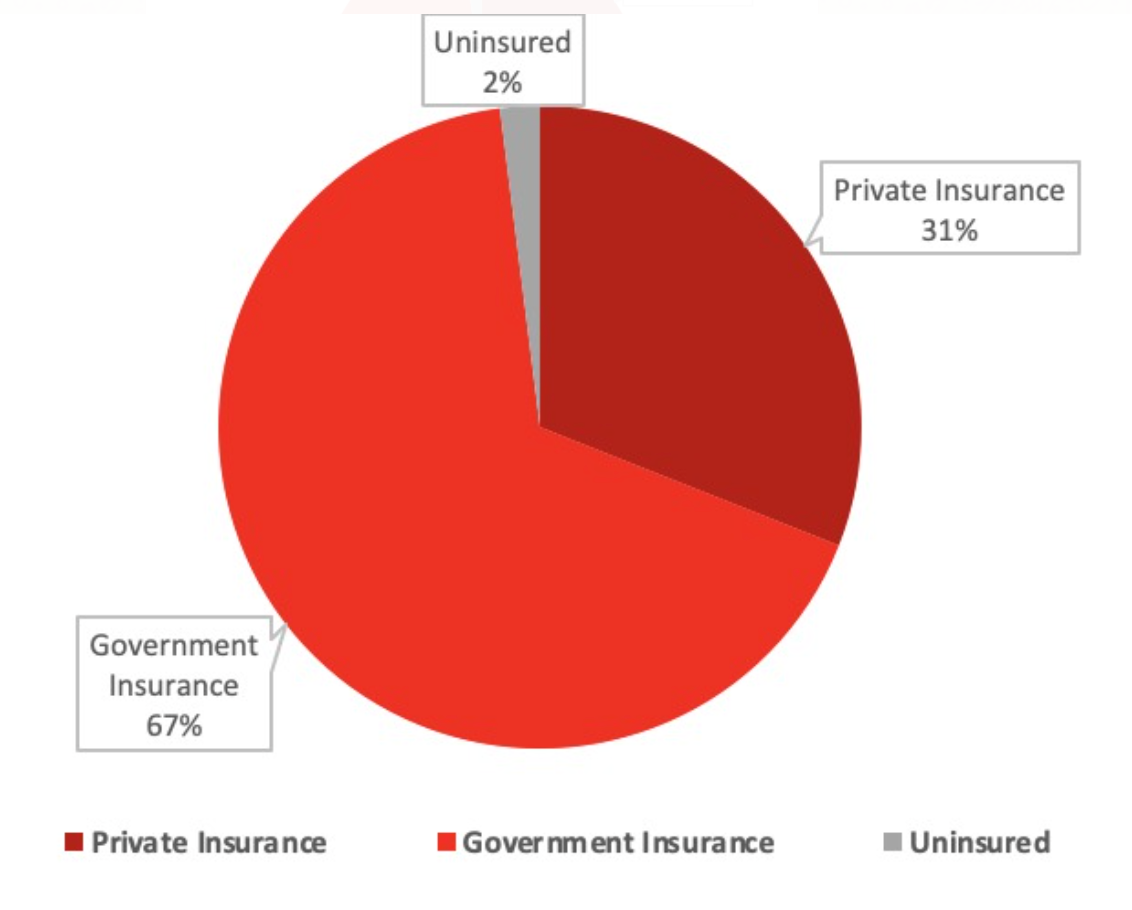 Uninsured
2%
Private Insurance
31%
Government
Insurance
67%
Private Insurance
Government Insurance
Uninsured